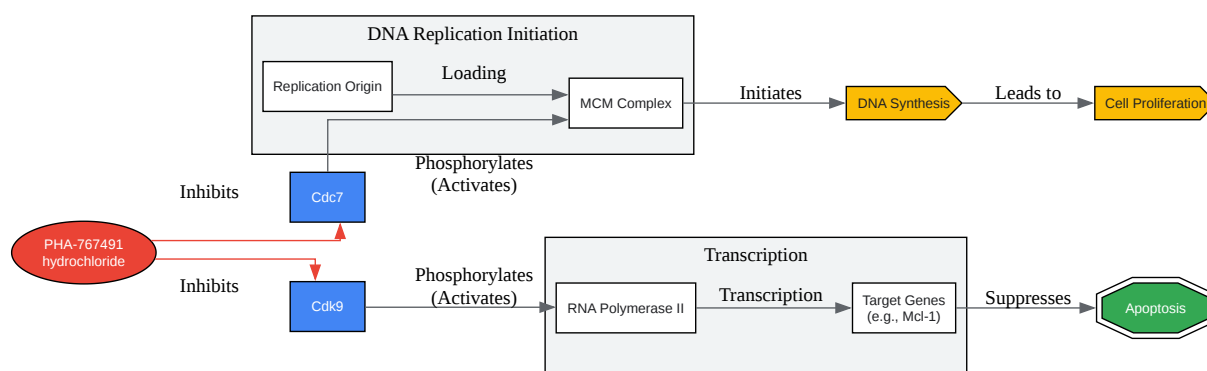 DNA Replication Initiation
Replication Origin
Loading
MCM Complex
Initiates
DNA Synthesis
Leads to
Cell Proliferation
Phosphorylates
(Activates)
Inhibits
Cdc7
PHA-767491
hydrochloride
Inhibits
Cdk9
Phosphorylates
(Activates)
Transcription
RNA Polymerase II
Transcription
Target Genes
(e.g., Mcl-1)
Suppresses
Apoptosis